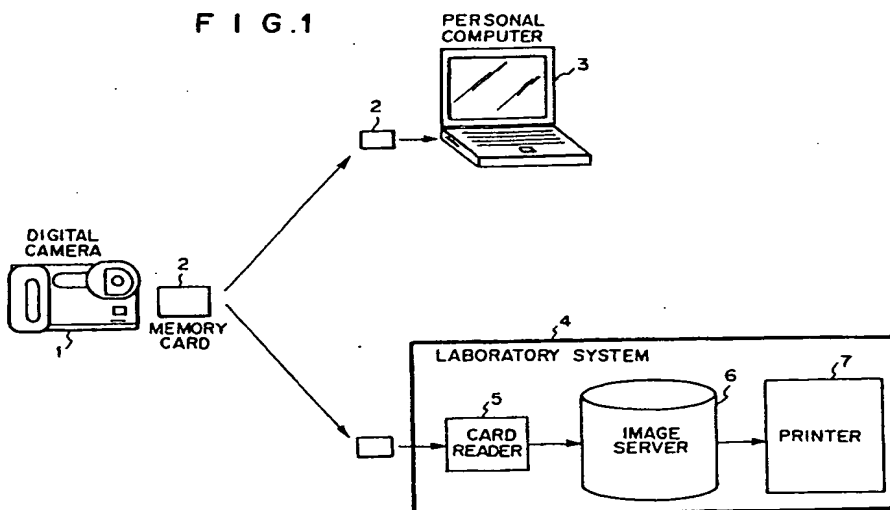 FIG.1
PERSONAL
COMPUTER
3
2
DIGITAL
CAMERA
2
1
MEMORY
CARD
4
LABORATORY SYSTEM
5
CARD
READER
6
IMAGE
SERVER
7
PRINTER